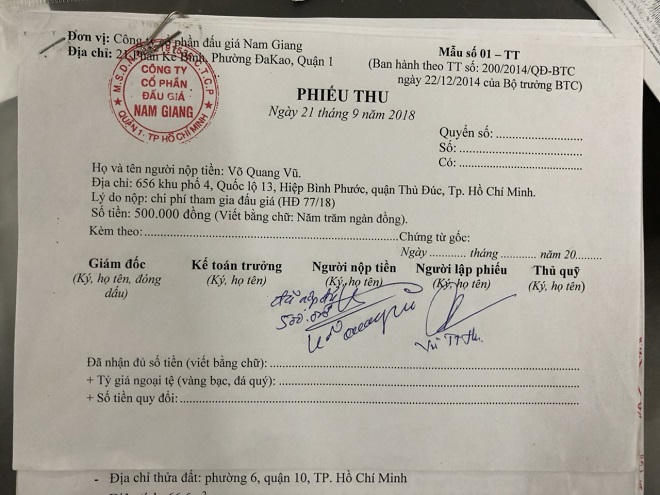 Đơn vị: Công ty cổ phần đấu giá Nam Giang
Địa chỉ: 21 Phan Kế Bính, Phường ĐaKao, Quận 1
Mẫu số 01 – TT
(Ban hành theo TT số: 200/2014/QĐ-BTC
ngày 22/12/2014 của Bộ trưởng BTC)
M.S.D.N C.T.C.P
CÔNG TY
CỔ PHẦN
ĐẤU GIÁ
NAM GIANG
QUẬN 1 - TP HỒ CHÍ MINH
PHIẾU THU
Ngày 21 tháng 9 năm 2018
Quyển số:
Số:
Có:
Họ và tên người nộp tiền: Võ Quang Vũ.
Địa chỉ: 656 khu phố 4, Quốc lộ 13, Hiệp Bình Phước, quận Thủ Đức, Tp. Hồ Chí Minh.
Lý do nộp: chi phí tham gia đấu giá (HĐ 77/18)
Số tiền: 500.000 đồng (Viết bằng chữ: Năm trăm ngàn đồng).
Kèm theo: Chứng từ gốc:
Ngày ............ tháng ........... năm 20.......
Giám đốc Kế toán trưởng Người nộp tiền Người lập phiếu Thủ quỹ
(Ký, họ tên, đóng dấu) (Ký, họ tên) (Ký, họ tên) (Ký, họ tên) (Ký, họ tên)
đã nộp đủ
500.000đ
Võ Quang Vũ
Đã nhận đủ số tiền (viết bằng chữ):
+ Tỷ giá ngoại tệ (vàng bạc, đá quý):
+ Số tiền quy đổi:
- Địa chỉ thửa đất: phường 6, quận 10, TP. Hồ Chí Minh